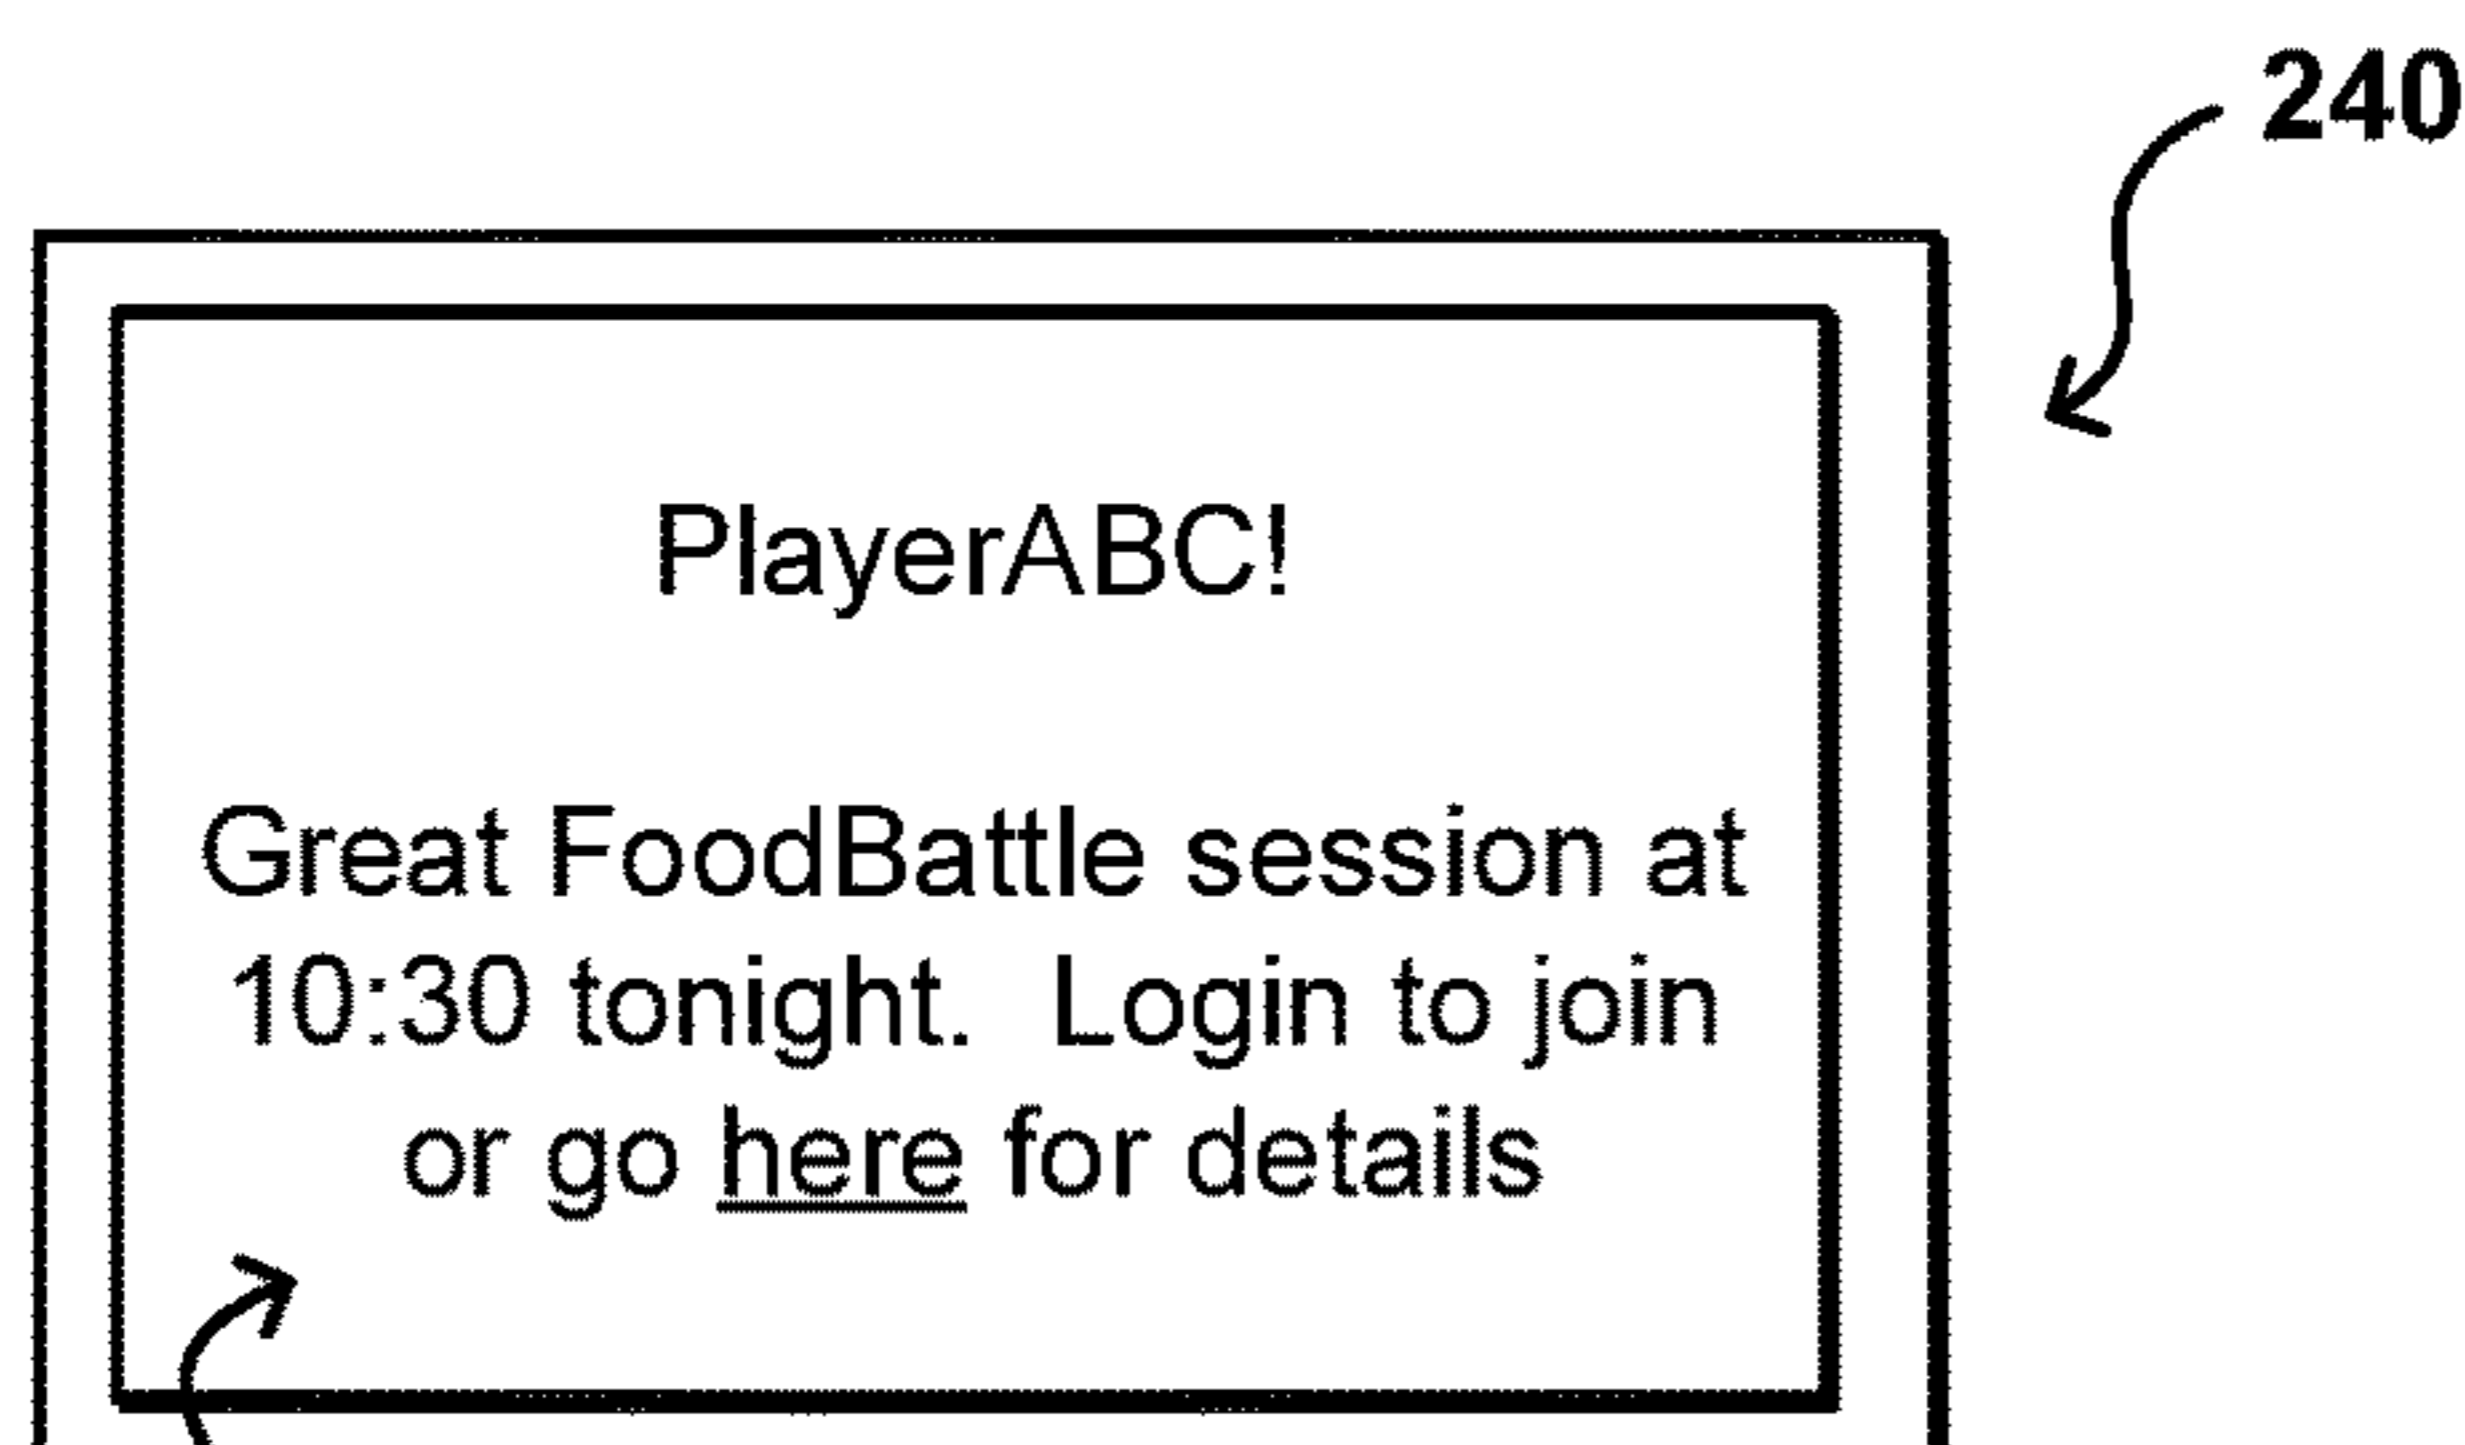 240
PlayerABC!
Great FoodBattle session at
10:30 tonight.  Login to join
or go here for details